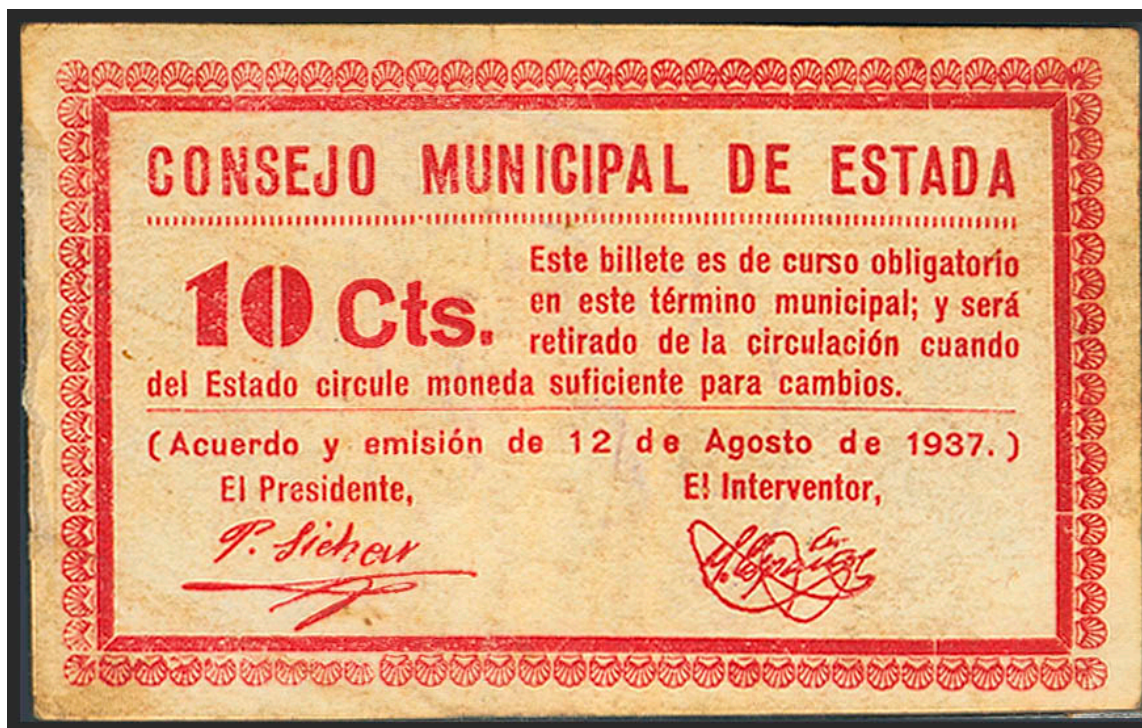 CONSEJO MUNICIPAL DE ESTADA
10 Cts.
Este billete es de curso obligatorio
en este término municipal; y será
retirado de la circulación cuando
del Estado circule moneda suficiente para cambios.
(Acuerdo y emisión de 12 de Agosto de 1937.)
El Presidente,
El Interventor,